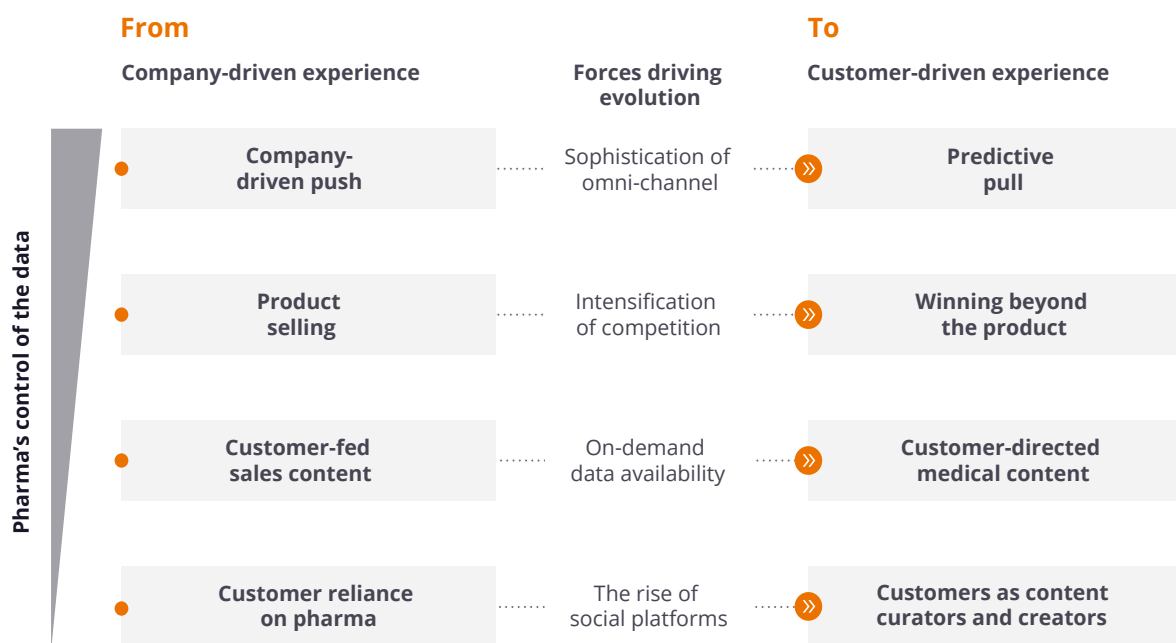 From
To
Company-driven experience
Forces driving
evolution
Customer-driven experience
Pharma's control of the data
Company-
driven push
Sophistication of
omni-channel
Predictive
pull
Product
selling
Intensification
of competition
Winning beyond
the product
Customer-fed
sales content
On-demand
data availability
Customer-directed
medical content
Customer reliance
on pharma
The rise of
social platforms
Customers as content
curators and creators